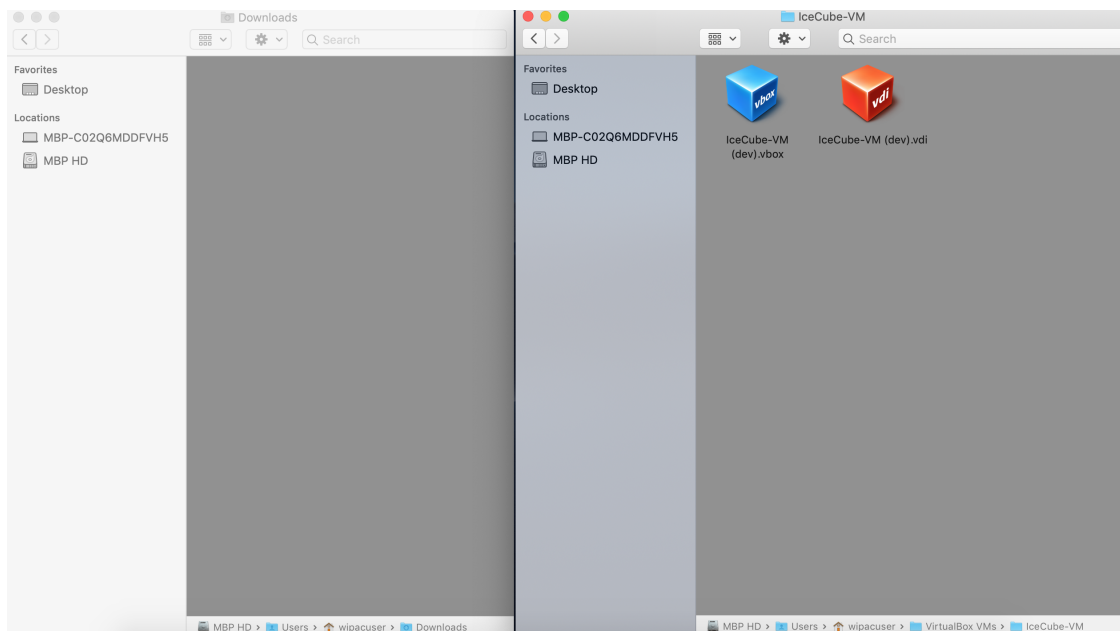 Downloads
Search
Favorites
Desktop
Locations
MBP-C02Q6MDDFVH5
MBP HD
MBP HD › Users › wipacuser › Downloads
IceCube-VM
Search
Favorites
Desktop
Locations
MBP-C02Q6MDDFVH5
MBP HD
vbox
IceCube-VM
(dev).vbox
vdi
IceCube-VM (dev).vdi
MBP HD › Users › wipacuser › VirtualBox VMs › IceCube-VM